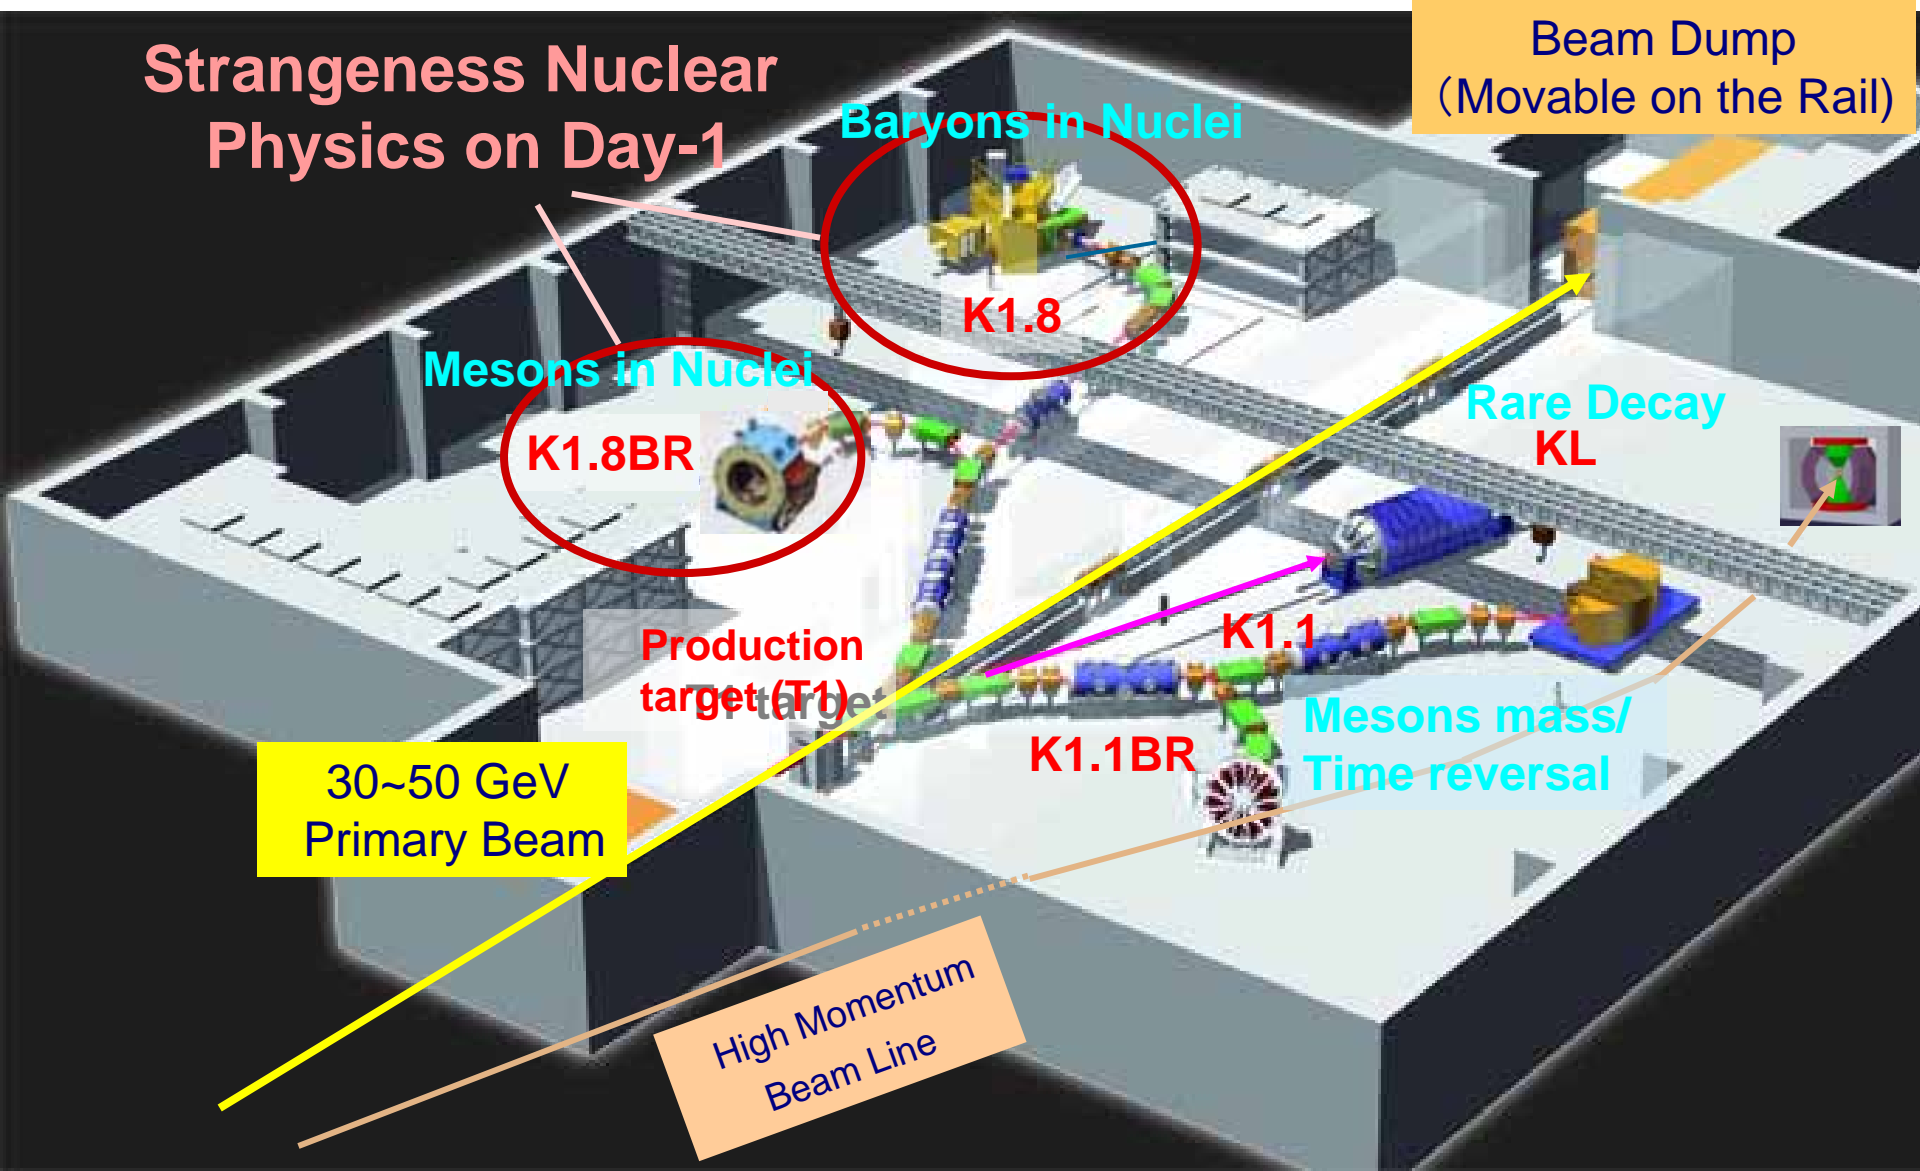 Strangeness Nuclear
Physics on Day-1
Beam Dump
（Movable on the Rail)
Baryons in Nuclei
K1.8
Mesons in Nuclei
K1.8BR
Rare Decay
KL
Production
target (T1)
T1 target
K1.1
K1.1BR
Mesons mass/
Time reversal
30~50 GeV
Primary Beam
High Momentum
Beam Line